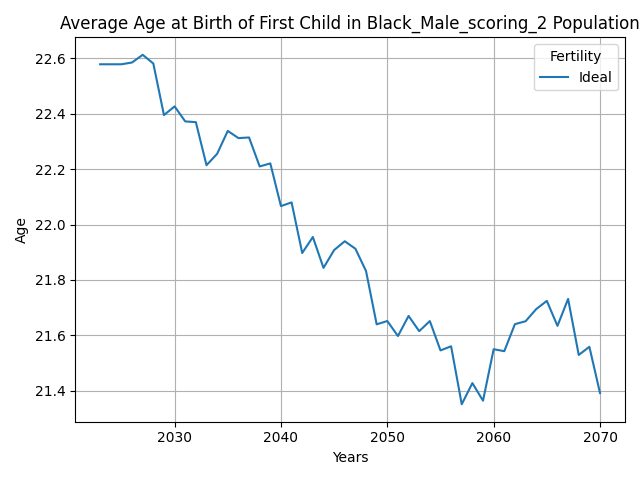 Average Age at Birth of First Child in Black_Male_scoring_2 Population
Fertility
Ideal
Age
22.6
22.4
22.2
22.0
21.8
21.6
21.4
2030 2040 2050 2060 2070
Years